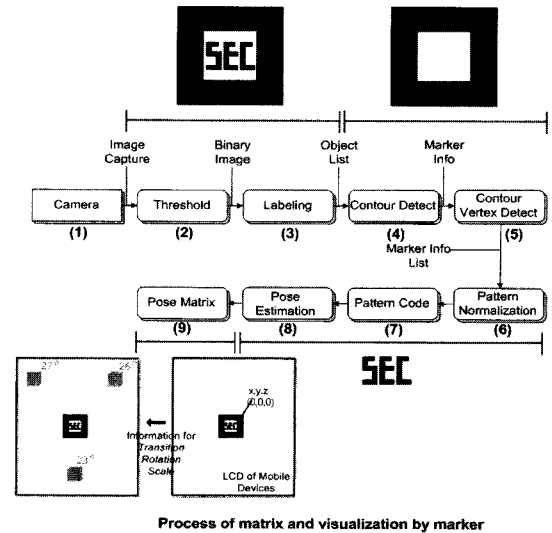 SEC
Image
Capture
Binary
Image
Object
List
Marker
Info
Camera
Threshold
Labeling
Contour Detect
Contour
Vertex Detect
(1)
(2)
(3)
(4)
(5)
Marker Info
List
Pose Matrix
Pose
Estimation
Pattern Code
Pattern
Normalization
(9)
(8)
(7)
(6)
SEC
27°
26°
x,y,z
(0,0,0)
SEC
SEC
Information for
Transition
Rotation
Scale
23°
LCD of Mobile
Devices
Process of matrix and visualization by marker